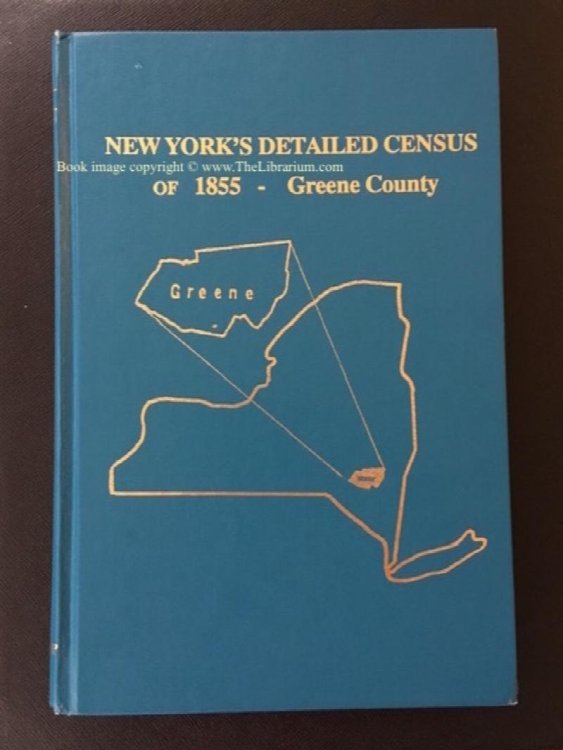 NEW YORK'S DETAILED CENSUS
Book image copyright © www.TheLibrarium.com
OF 1855 - Greene County
Greene